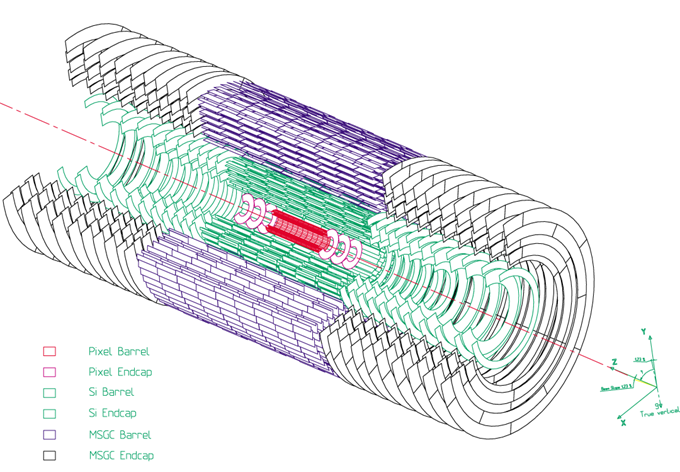 Pixel Barrel
Pixel Endcap
Si Barrel
Si Endcap
MSGC Barrel
MSGC Endcap
Y
Z
X
True vertical